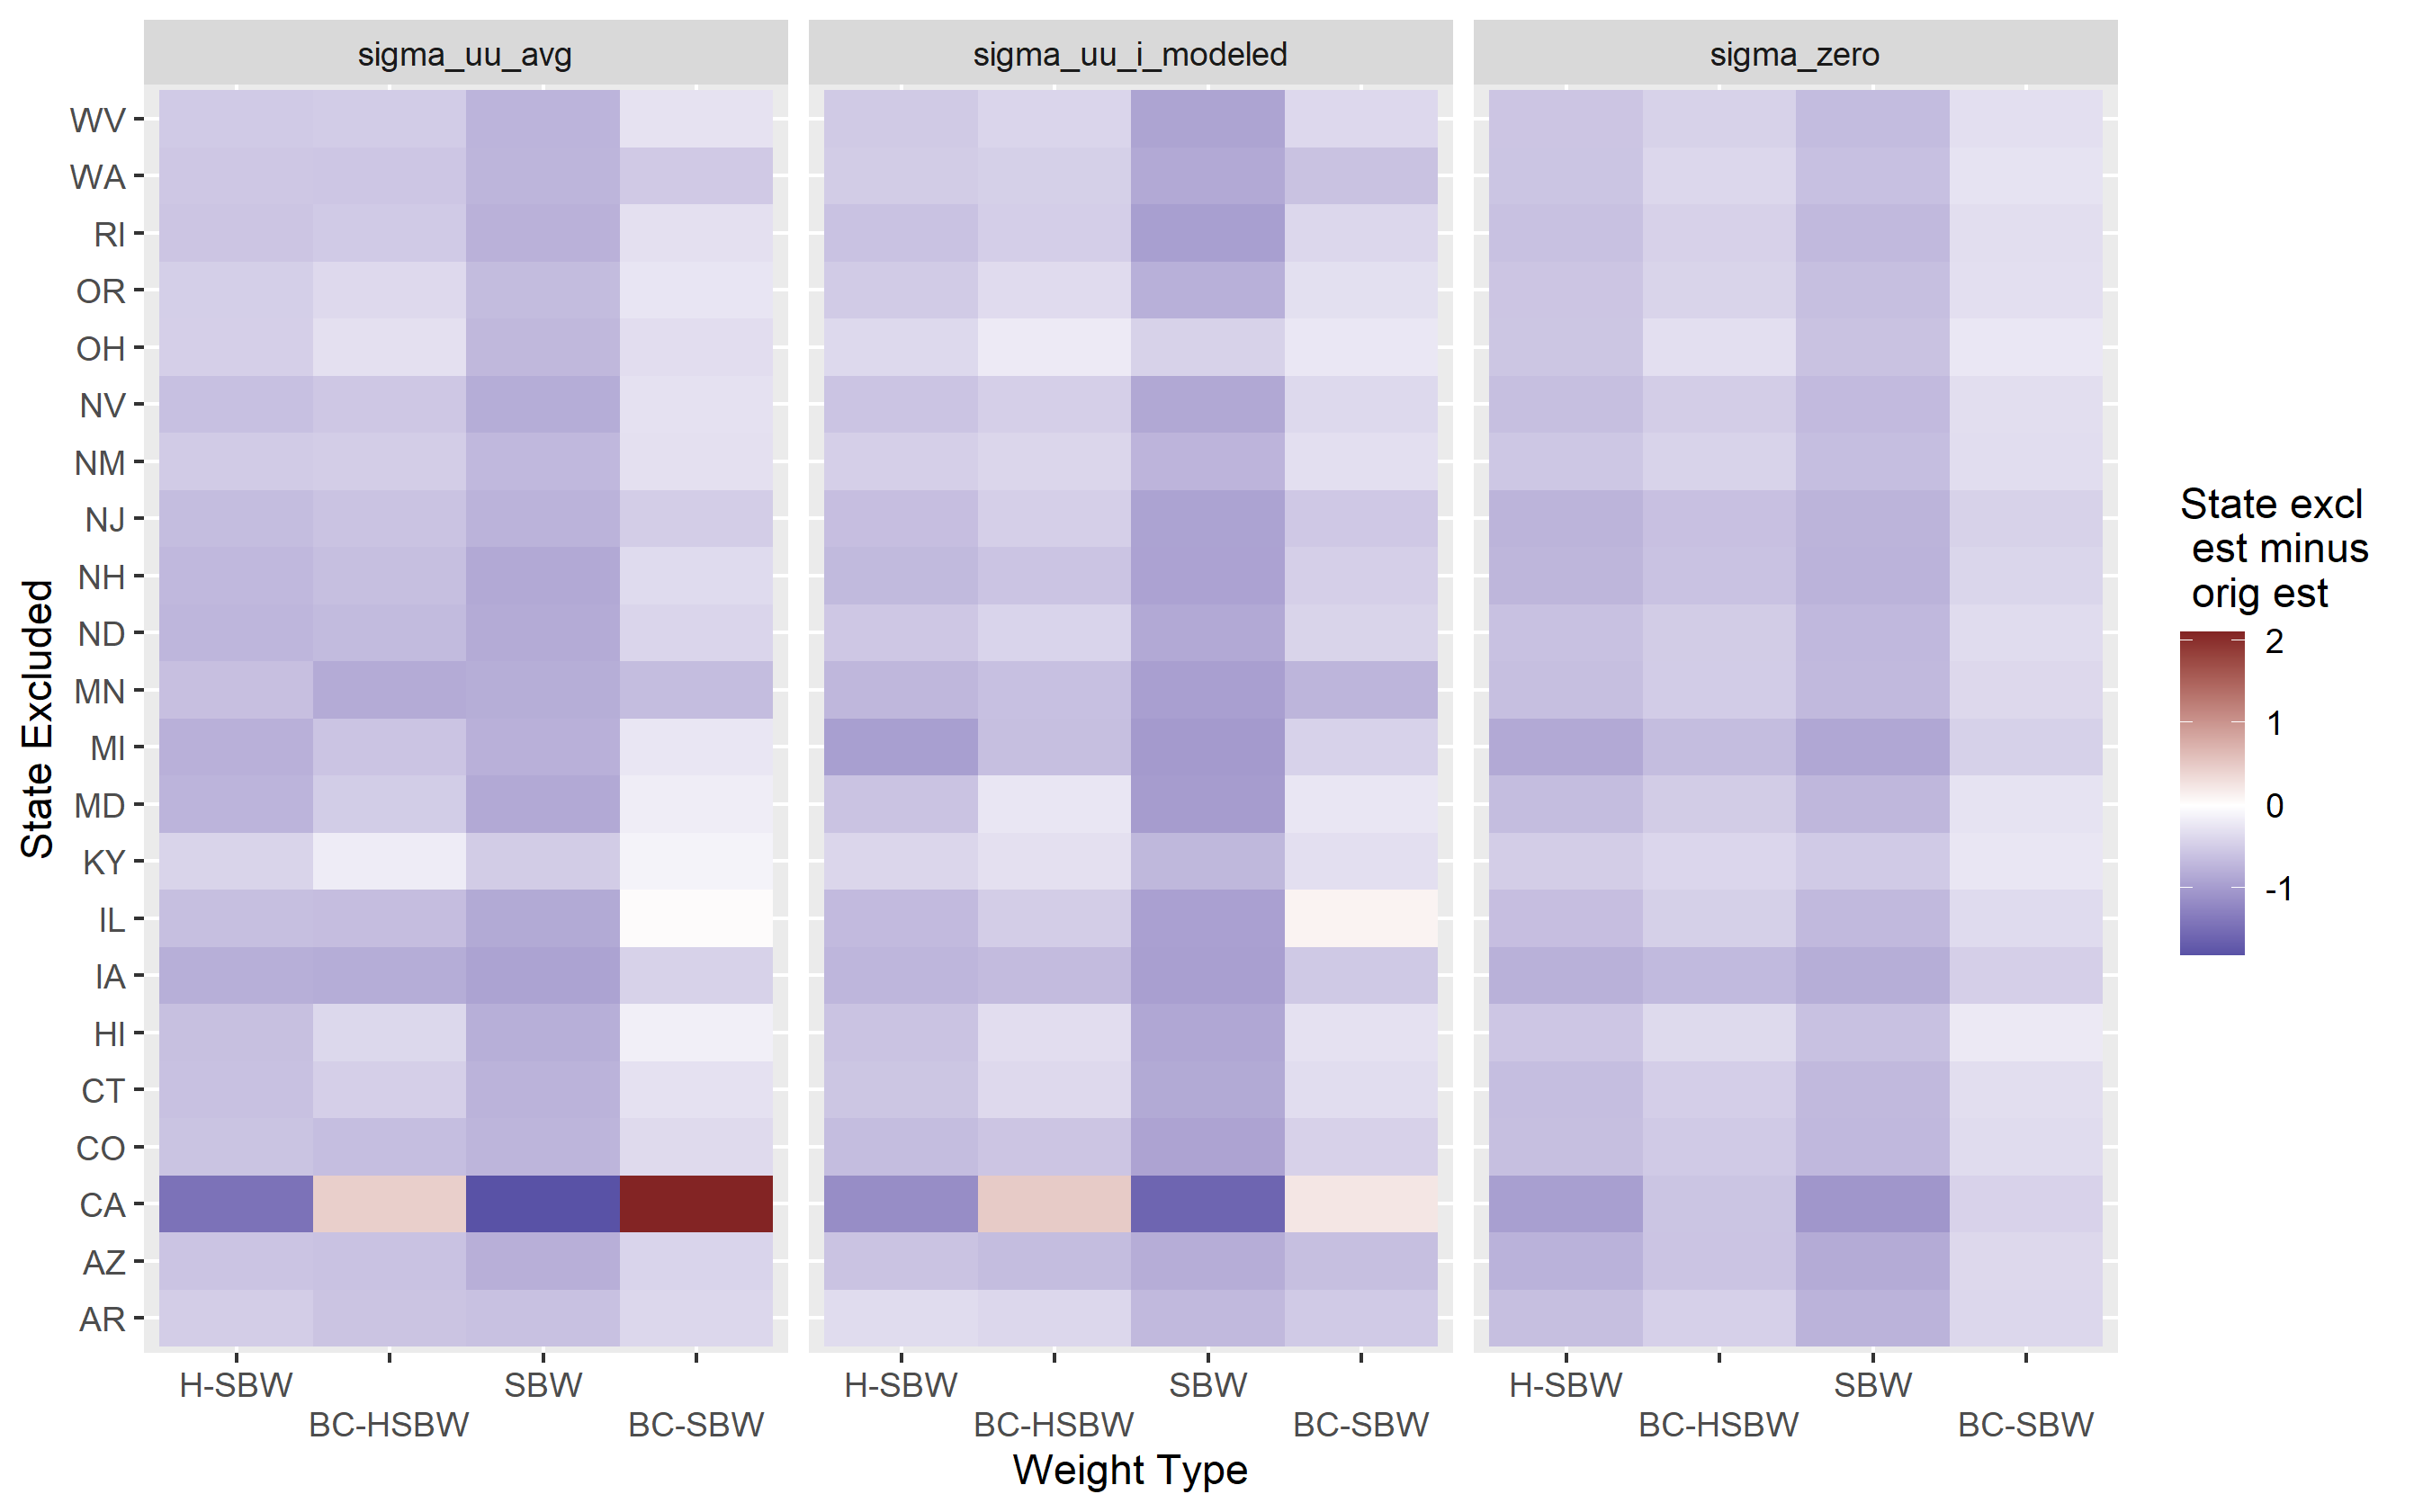 sigma_uu_avg
sigma_uu_i_modeled
sigma_zero
State Excluded
WV
WA
RI
OR
OH
NV
NM
NJ
NH
ND
MN
MI
MD
KY
IL
IA
HI
CT
CO
CA
AZ
AR
H-SBW
BC-HSBW
SBW
BC-SBW
H-SBW
BC-HSBW
SBW
BC-SBW
H-SBW
BC-HSBW
SBW
BC-SBW
Weight Type
State excl
est minus
orig est
2
1
0
-1